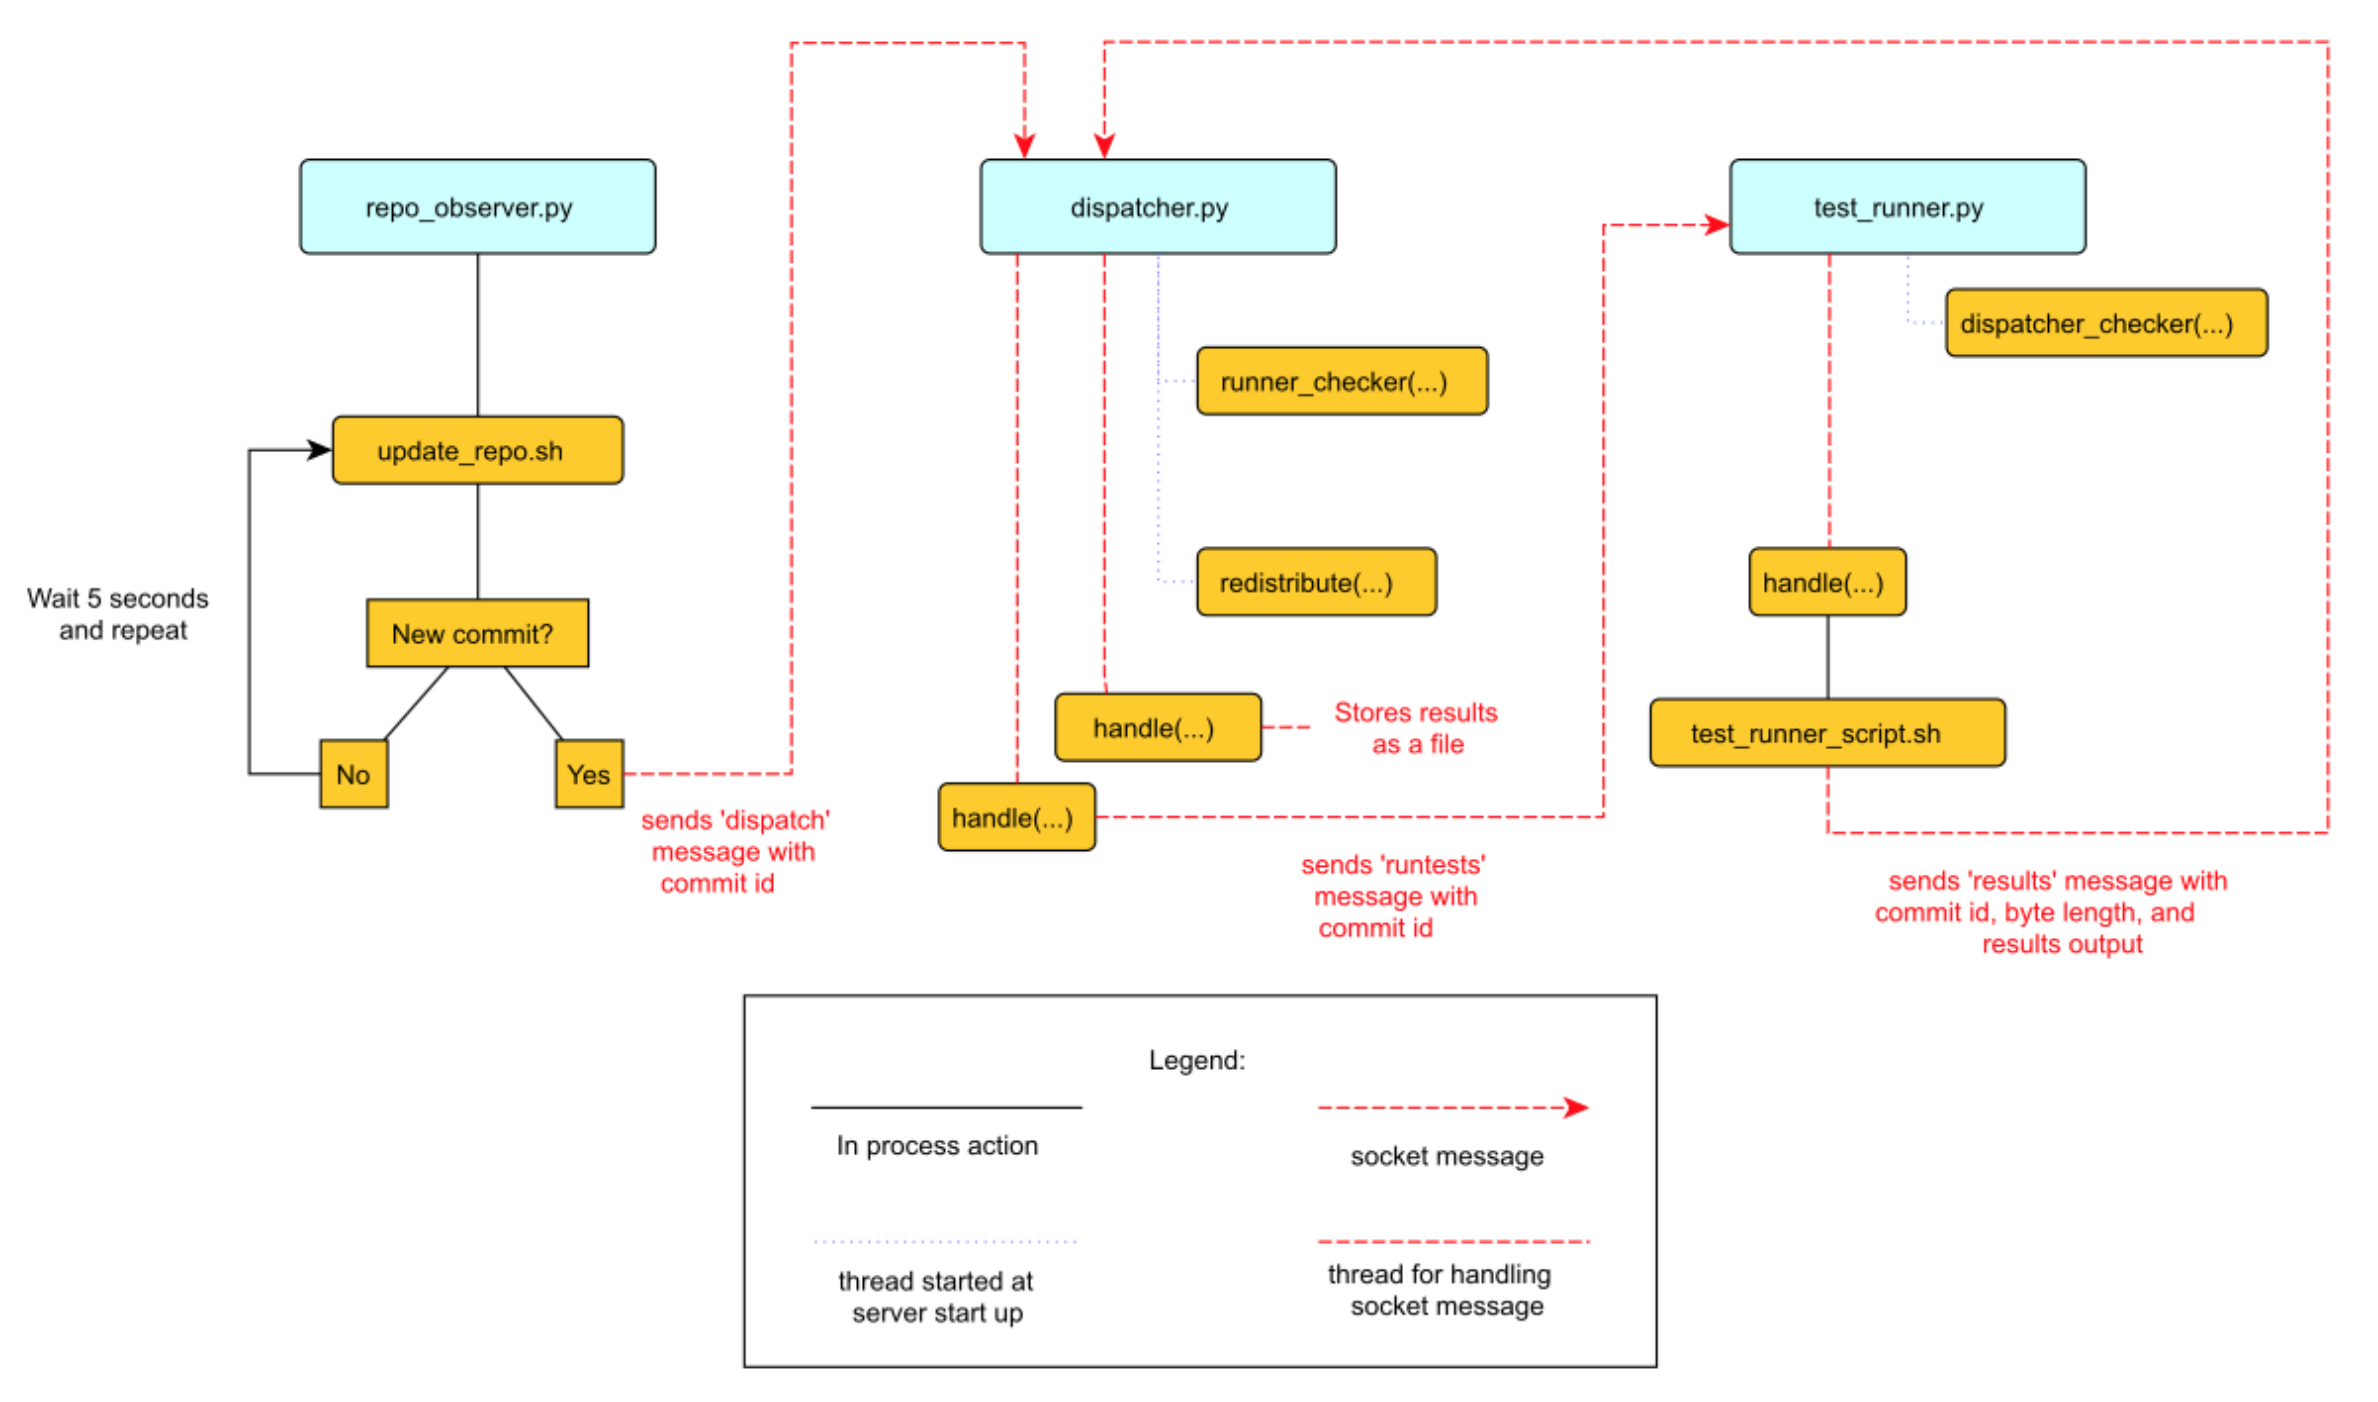 repo_observer.py
dispatcher.py
test_runner.py
dispatcher_checker(...)
runner_checker(...)
update_repo.sh
redistribute(...)
handle(...)
Wait 5 seconds
and repeat
New commit?
handle(...)
Stores results
as a file
test_runner_script.sh
No
Yes
handle(...)
sends 'dispatch'
message with
commit id
sends 'runtests'
message with
commit id
sends 'results' message with
commit id, byte length, and
results output
Legend:
In process action
socket message
thread started at
server start up
thread for handling
socket message